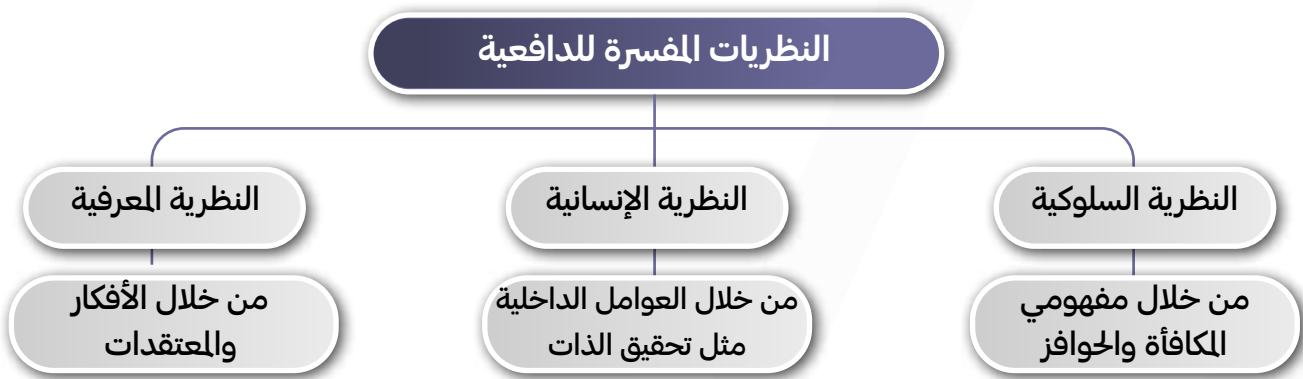 النظريات المفسرة للدافعية
النظرية السلوكية
النظرية الإنسانية
النظرية المعرفية
من خلال مفهومي
المكافأة والحوافز
من خلال العوامل الداخلية
مثل تحقيق الذات
من خلال الأفكار
والمعتقدات